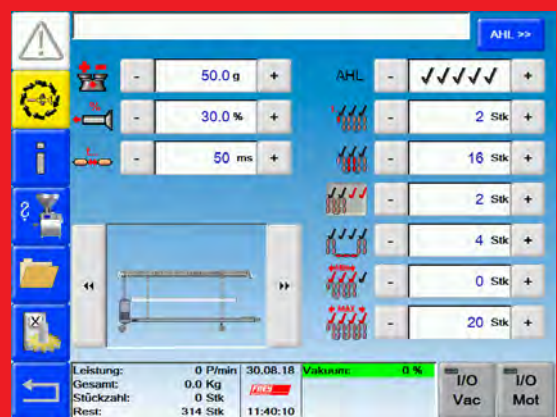 AHL >>
- 50.0 g +
AHL - +
%
- 30.0 % +
- 2 Stk +
- 50 ms +
- 16 Stk +
- 2 Stk +
- 4 Stk +
MIN
- 0 Stk +
MAX
- 20 Stk +
Leistung: 0 P/min
Gesamt: 0.0 Kg
Stückzahl: 0 Stk
Rest: 314 Stk
30.08.18
FREY
11:40:10
Vakuum: 0 %
I/O
Vac
I/O
Mot